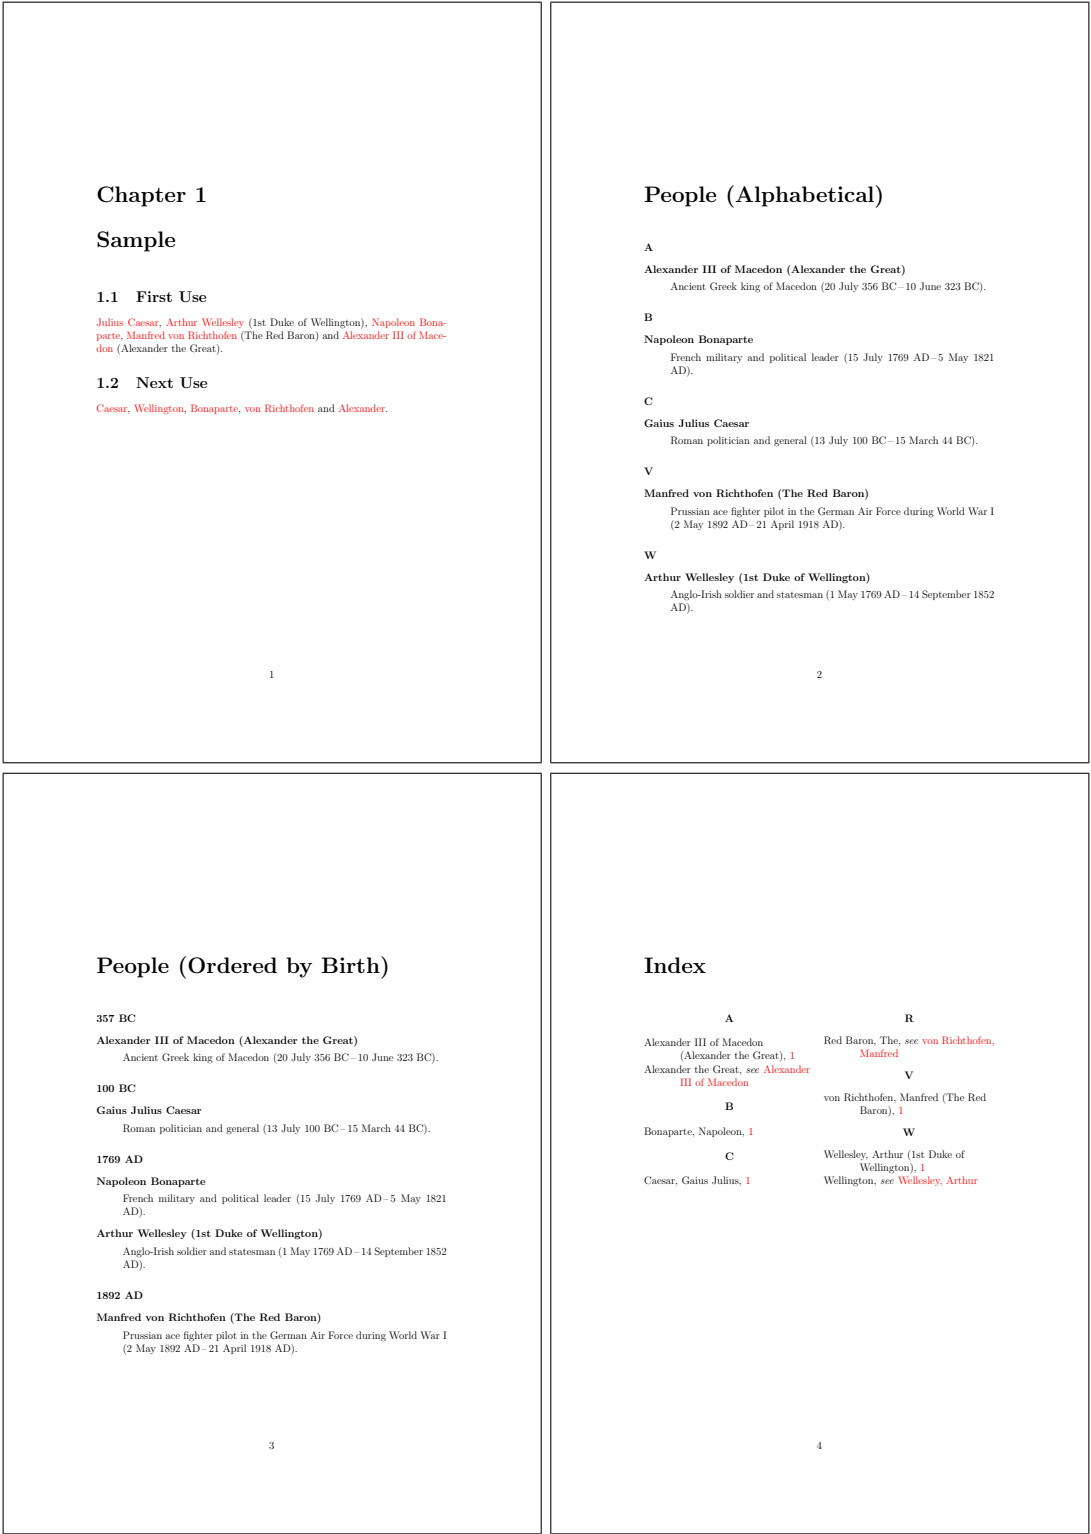 Chapter 1
Sample
1.1 First Use
Julius Caesar, Arthur Wellesley (1st Duke of Wellington), Napoleon Bona-
parte, Manfred von Richthofen (The Red Baron) and Alexander III of Mace-
don (Alexander the Great).
1.2 Next Use
Caesar, Wellington, Bonaparte, von Richthofen and Alexander.
1
People (Alphabetical)
A
Alexander III of Macedon (Alexander the Great)
Ancient Greek king of Macedon (20 July 356 BC – 10 June 323 BC).
B
Napoleon Bonaparte
French military and political leader (15 July 1769 AD – 5 May 1821
AD).
C
Gaius Julius Caesar
Roman politician and general (13 July 100 BC – 15 March 44 BC).
V
Manfred von Richthofen (The Red Baron)
Prussian ace fighter pilot in the German Air Force during World War I
(2 May 1892 AD – 21 April 1918 AD).
W
Arthur Wellesley (1st Duke of Wellington)
Anglo-Irish soldier and statesman (1 May 1769 AD – 14 September 1852
AD).
2
People (Ordered by Birth)
357 BC
Alexander III of Macedon (Alexander the Great)
Ancient Greek king of Macedon (20 July 356 BC – 10 June 323 BC).
100 BC
Gaius Julius Caesar
Roman politician and general (13 July 100 BC – 15 March 44 BC).
1769 AD
Napoleon Bonaparte
French military and political leader (15 July 1769 AD – 5 May 1821
AD).
Arthur Wellesley (1st Duke of Wellington)
Anglo-Irish soldier and statesman (1 May 1769 AD – 14 September 1852
AD).
1892 AD
Manfred von Richthofen (The Red Baron)
Prussian ace fighter pilot in the German Air Force during World War I
(2 May 1892 AD – 21 April 1918 AD).
3
Index
A
Alexander III of Macedon
(Alexander the Great), 1
Alexander the Great, see Alexander
III of Macedon
B
Bonaparte, Napoleon, 1
C
Caesar, Gaius Julius, 1
R
Red Baron, The, see von Richthofen,
Manfred
V
von Richthofen, Manfred (The Red
Baron), 1
W
Wellesley, Arthur (1st Duke of
Wellington), 1
Wellington, see Wellesley, Arthur
4